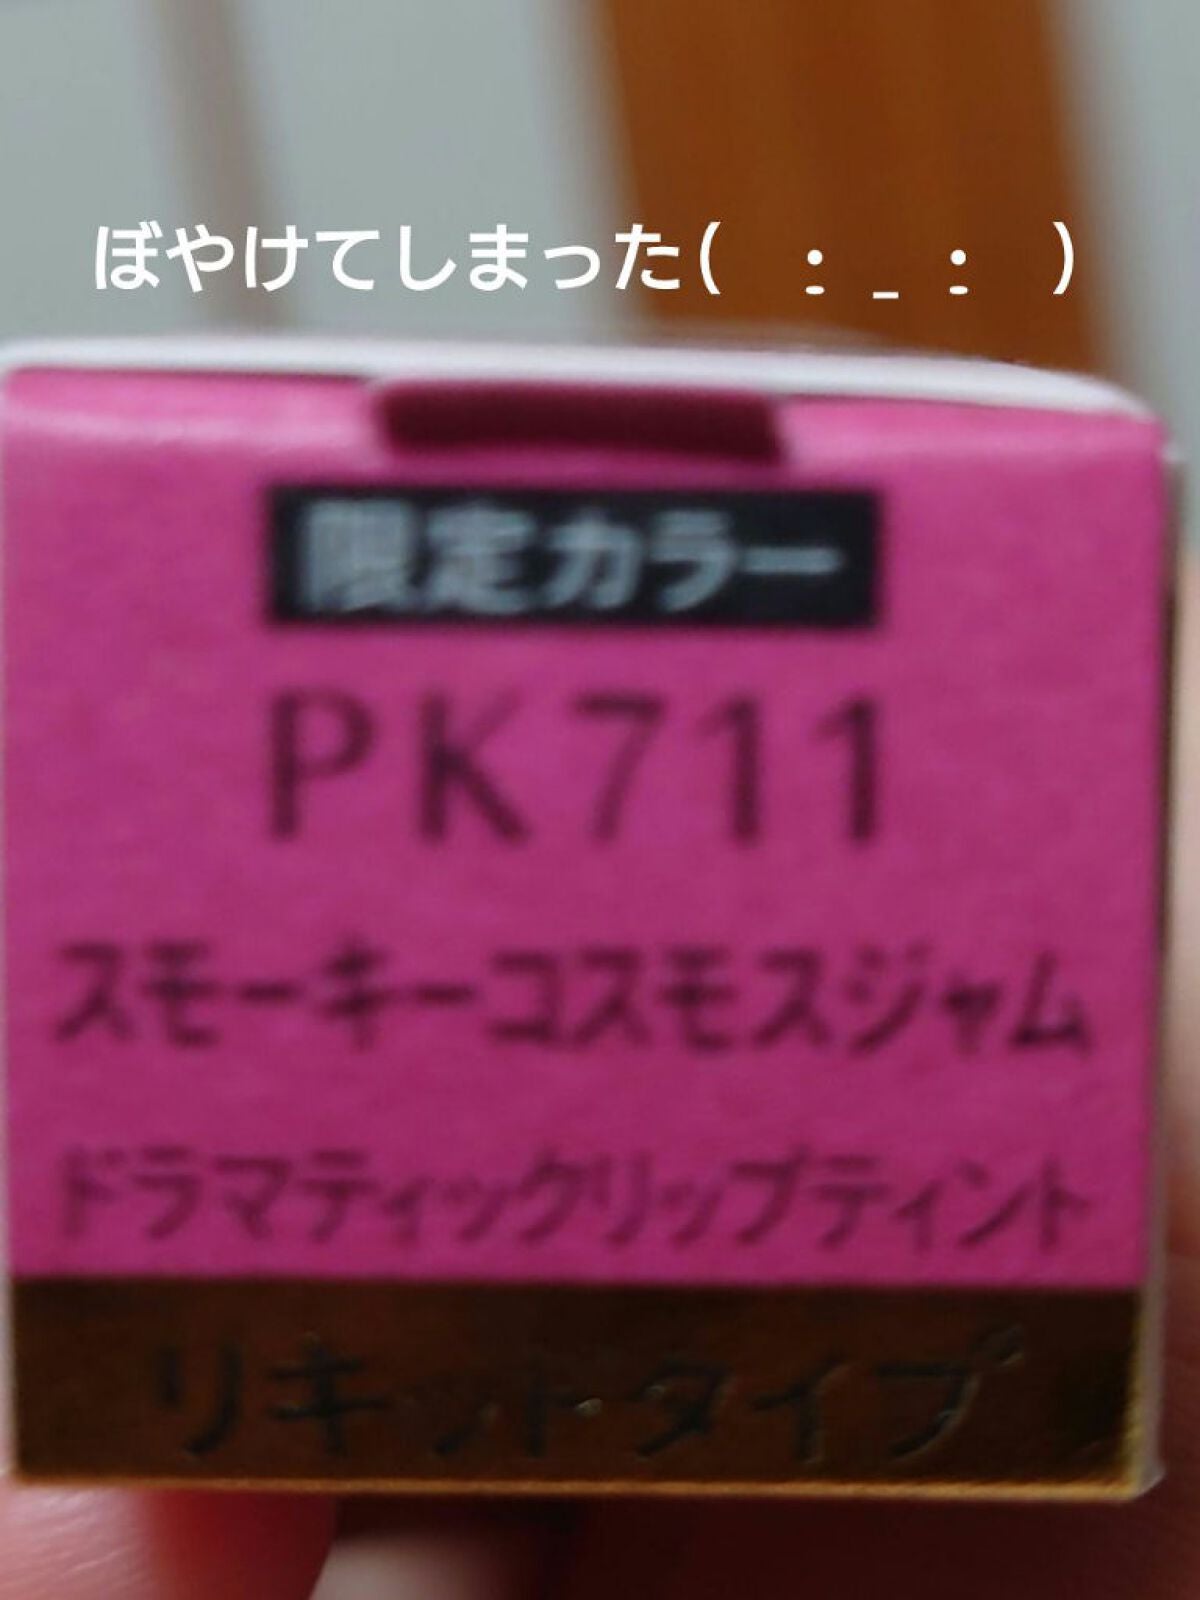 ぼやけてしまった( ；_； )
限定カラー
PK711
スモーキーコスモスジャム
ドラマティックリップティント
リキッドタイプ